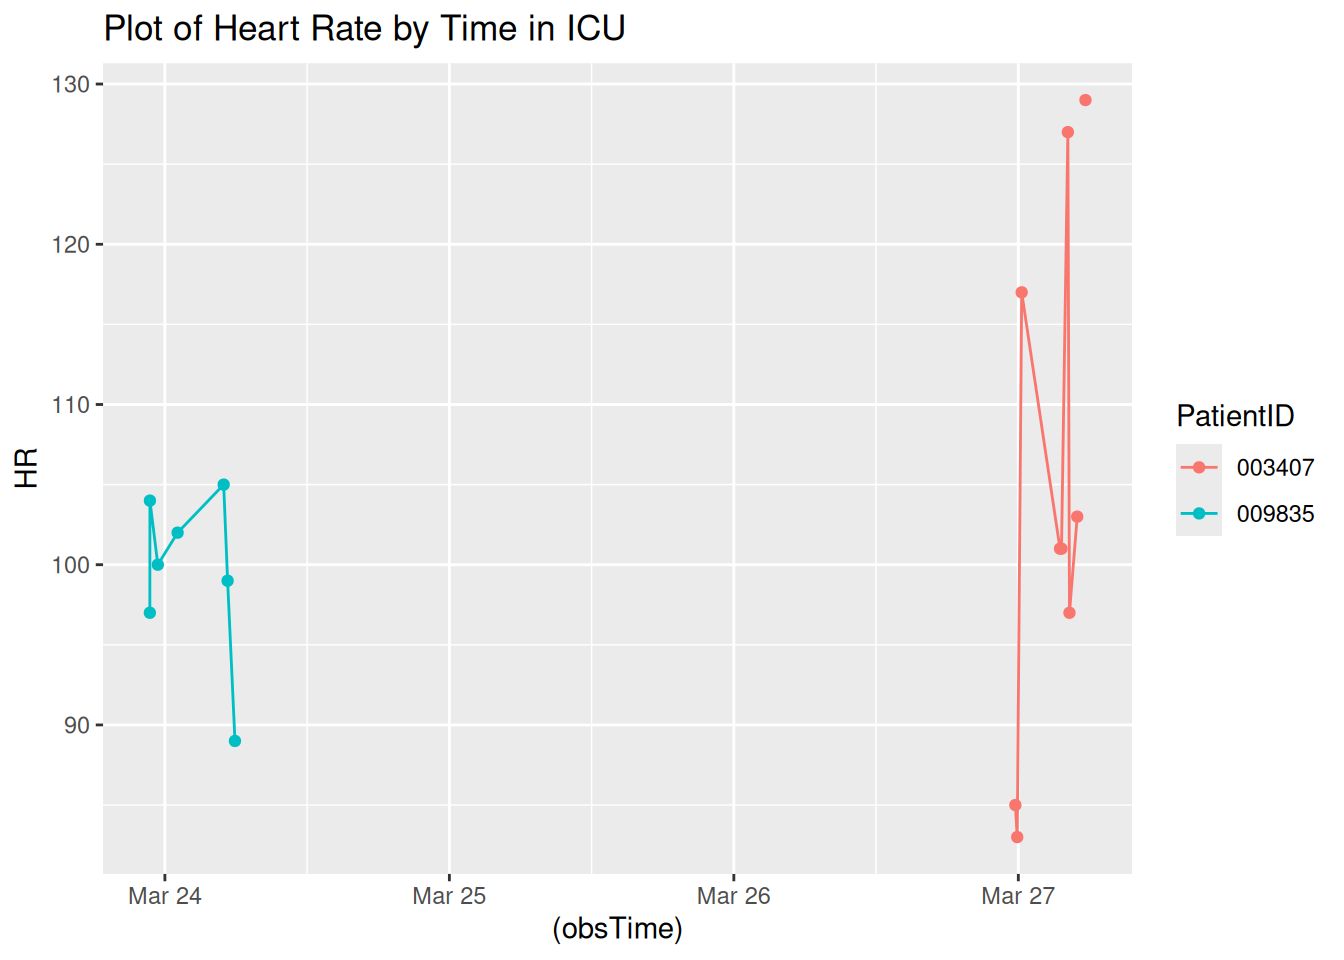 Plot of Heart Rate by Time in ICU
130
120
110
100
90
HR
Mar 24
Mar 25
Mar 26
Mar 27
(obsTime)
PatientID
003407
009835